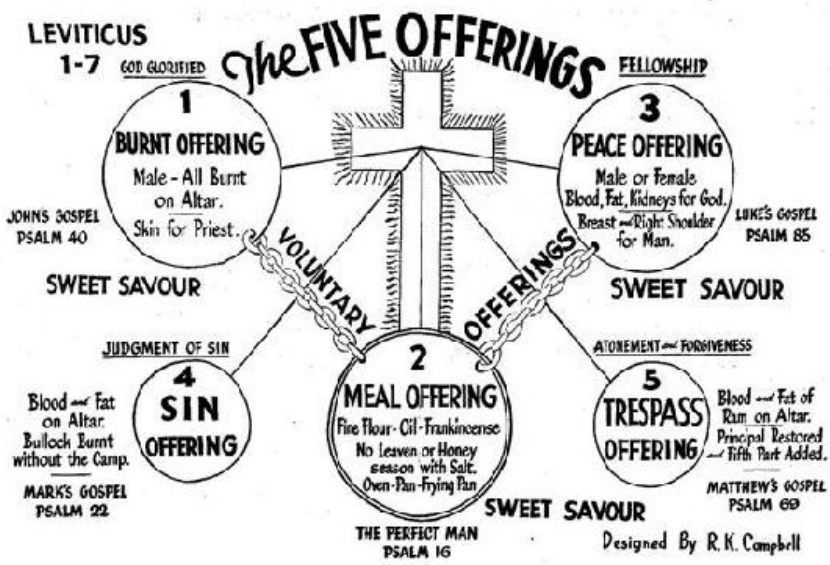 LEVITICUS
1-7
The FIVE OFFERINGS
GOD GLORIFIED
1
BURNT OFFERING
Male - All Burnt
on Altar.
Skin for Priest.
JOHN'S GOSPEL
PSALM 40
SWEET SAVOUR
FELLOWSHIP
3
PEACE OFFERING
Male or Female
Blood, Fat, Kidneys for God.
Breast and Right Shoulder
for Man.
LUKE'S GOSPEL
PSALM 85
SWEET SAVOUR
VOLUNTARY
OFFERINGS
2
MEAL OFFERING
Fine Flour - Oil - Frankincense
No Leaven or Honey
season with Salt.
Oven - Pan - Frying Pan
SWEET SAVOUR
THE PERFECT MAN
PSALM 16
JUDGMENT OF SIN
4
SIN
OFFERING
Blood and Fat
on Altar.
Bullock Burnt
without the Camp.
MARK'S GOSPEL
PSALM 22
ATONEMENT and FORGIVENESS
5
TRESPASS
OFFERING
Blood and Fat of
Ram on Altar.
Principal Restored
and Fifth Part Added.
MATTHEW'S GOSPEL
PSALM 69
Designed By R.K. Campbell